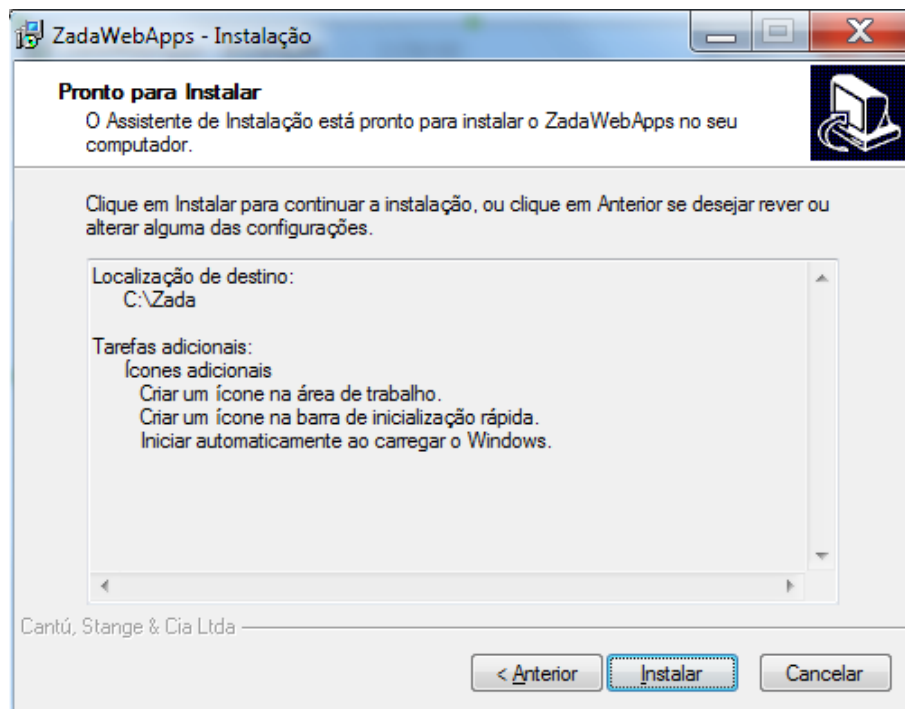 ZadaWebApps - Instalação
Pronto para Instalar
O Assistente de Instalação está pronto para instalar o ZadaWebApps no seu
computador.
Clique em Instalar para continuar a instalação, ou clique em Anterior se desejar rever ou
alterar alguma das configurações.
Localização de destino:
C:\Zada
Tarefas adicionais:
Ícones adicionais
Criar um ícone na área de trabalho.
Criar um ícone na barra de inicialização rápida.
Iniciar automaticamente ao carregar o Windows.
Cantú, Stange & Cia Ltda
< Anterior
Instalar
Cancelar